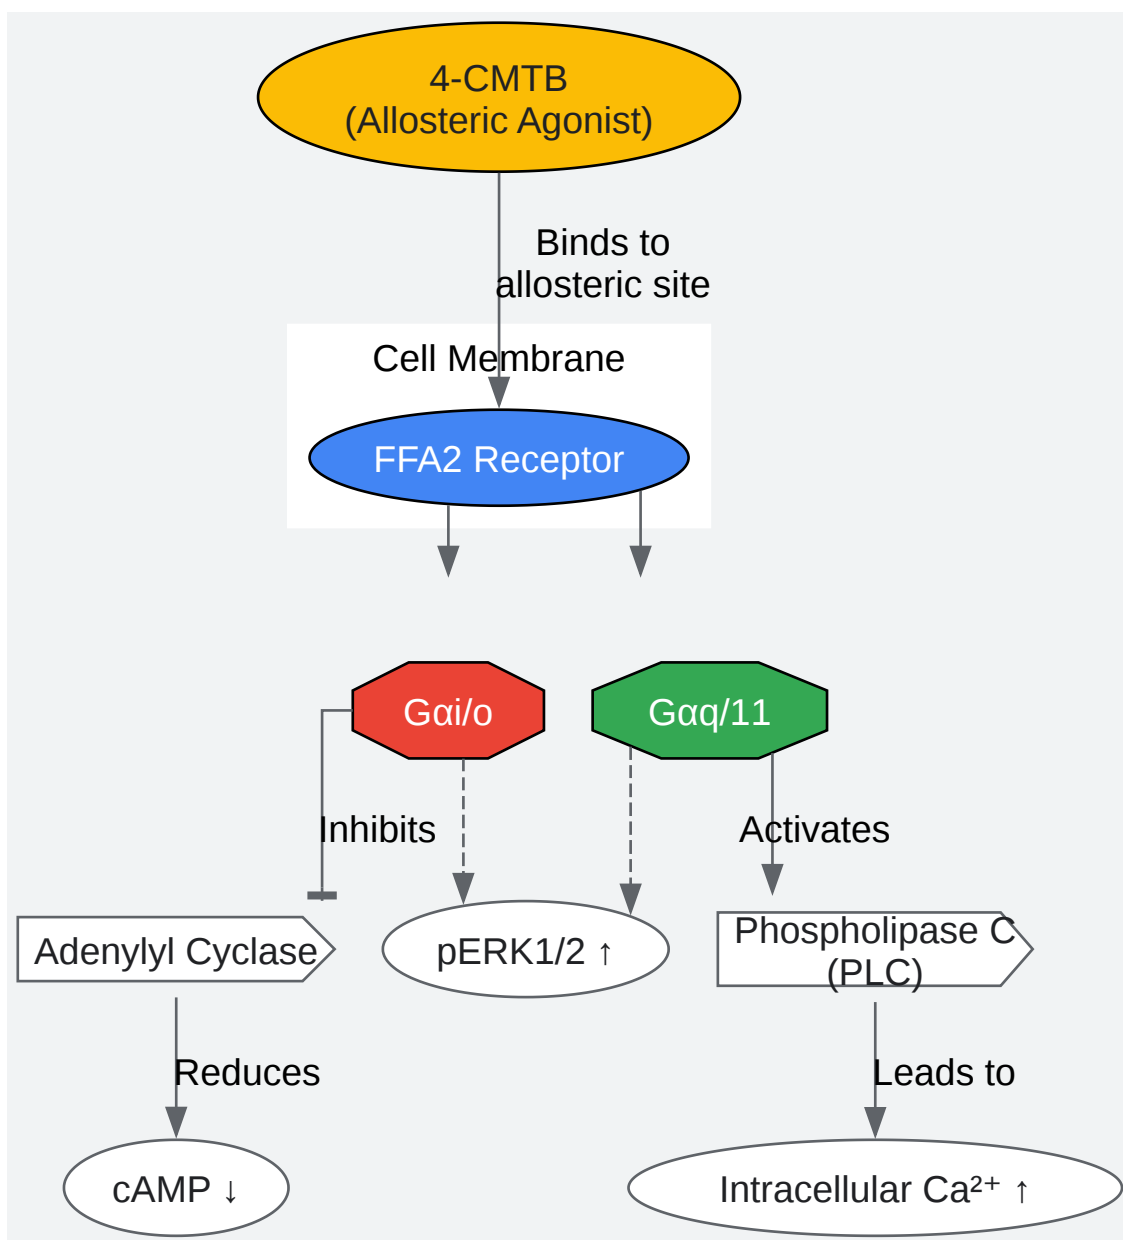 4-CMTB
(Allosteric Agonist)
Binds to
allosteric site
Cell Membrane
FFA2 Receptor
Gαi/o
Gαq/11
Inhibits
Activates
Adenylyl Cyclase
pERK1/2 ↑
Phospholipase C
(PLC)
Reduces
Leads to
cAMP ↓
Intracellular Ca²⁺ ↑